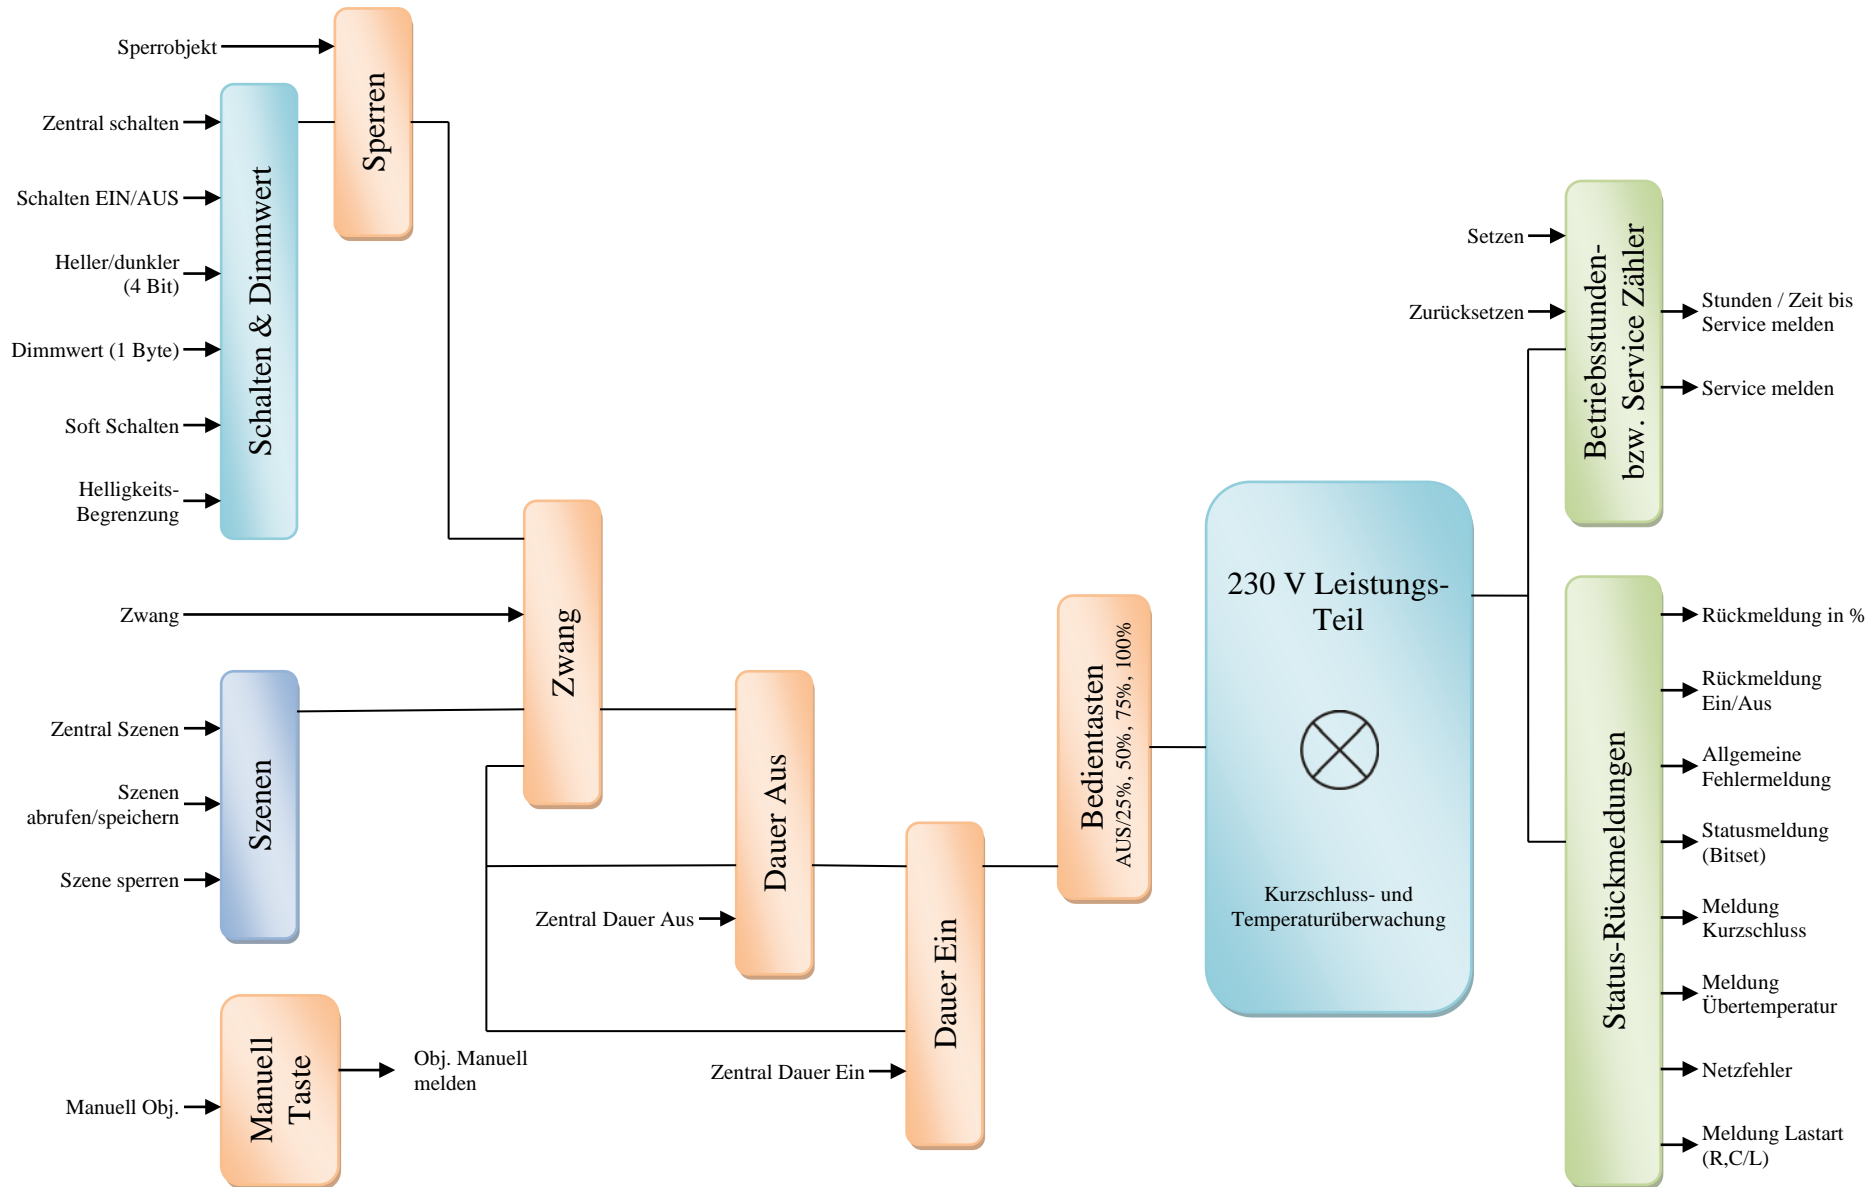 Sperrobjekt
Sperren
Zentral schalten
Schalten EIN/AUS
Heller/dunkler
(4 Bit)
Dimmwert (1 Byte)
Soft Schalten
Helligkeits-
Begrenzung
Schalten & Dimmwert
Zwang
Zwang
Zentral Szenen
Szenen
abrufen/speichern
Szene sperren
Szenen
Manuell Obj.
Manuell
Taste
Obj. Manuell
melden
Zentral Dauer Aus
Dauer Aus
Zentral Dauer Ein
Dauer Ein
Bedientasten
AUS/25%, 50%, 75%, 100%
230 V Leistungs-
Teil
Kurzschluss- und
Temperaturüberwachung
Setzen
Zurücksetzen
Betriebsstunden-
bzw. Service Zähler
Stunden / Zeit bis
Service melden
Service melden
Status-Rückmeldungen
Rückmeldung in %
Rückmeldung
Ein/Aus
Allgemeine
Fehlermeldung
Statusmeldung
(Bitset)
Meldung
Kurzschluss
Meldung
Übertemperatur
Netzfehler
Meldung Lastart
(R,C/L)